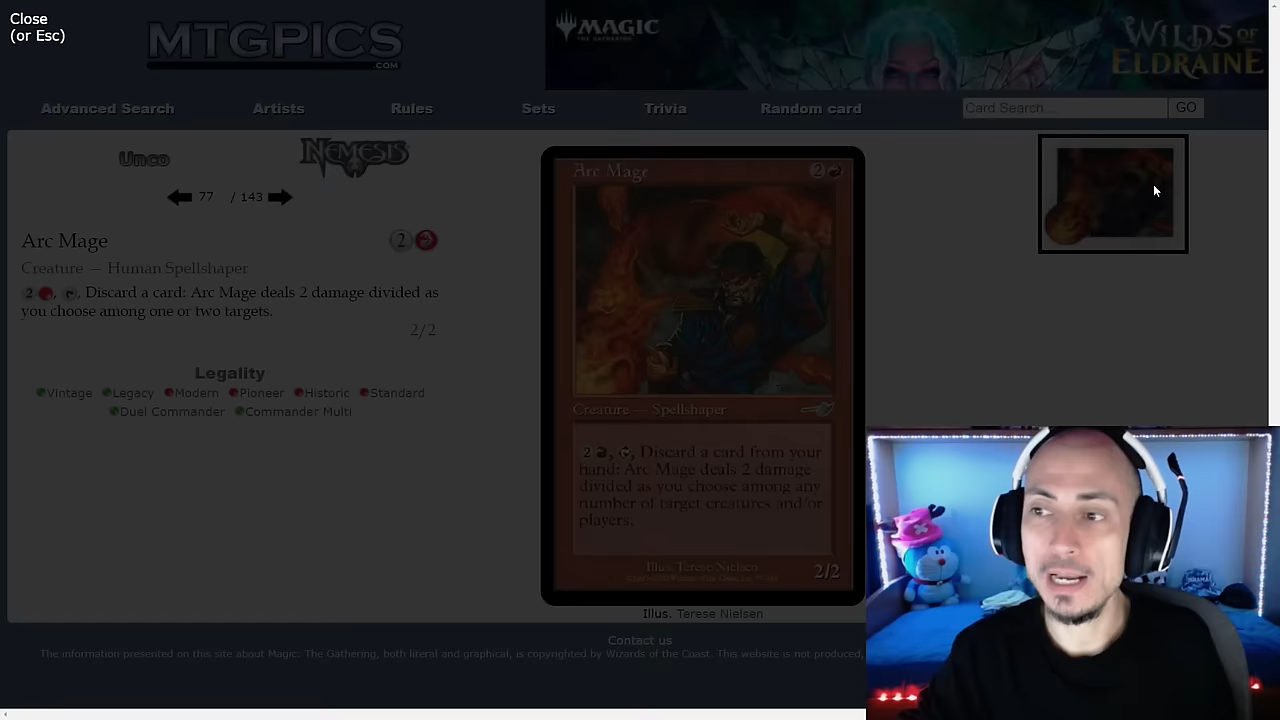 Close
(or Esc)
MTGPICS
.COM
MAGIC
THE GATHERING
WILDS OF
ELDRAINE
Advanced Search
Artists
Rules
Sets
Trivia
Random card
Card Search...
GO
Unco
NEMESIS
77 / 143
Arc Mage
2
Creature — Human Spellshaper
2 , , Discard a card: Arc Mage deals 2 damage divided as
you choose among one or two targets.
2/2
Legality
Vintage Legacy Modern Pioneer Historic Standard
Duel Commander Commander Multi
Arc Mage
2
Creature — Spellshaper
2 , , Discard a card from your
hand: Arc Mage deals 2 damage
divided as you choose among any
number of target creatures and/or
players.
Illus. Terese Nielsen
2/2
Illus. Terese Nielsen
Contact us
The information presented on this site about Magic: The Gathering, both literal and graphical, is copyrighted by Wizards of the Coast. This website is not produced,